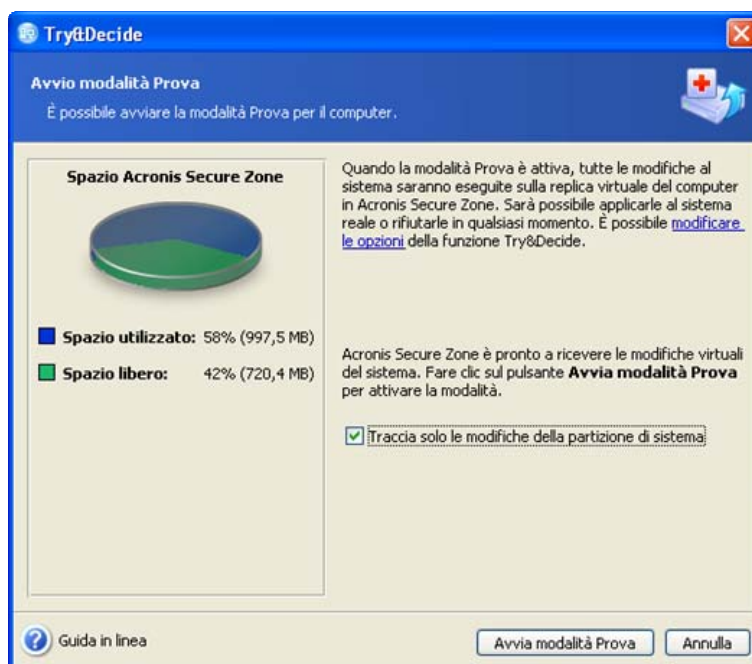 Try&Decide
Avvio modalità Prova
È possibile avviare la modalità Prova per il computer.
Spazio Acronis Secure Zone
Spazio utilizzato: 58% (997,5 MB)
Spazio libero: 42% (720,4 MB)
Quando la modalità Prova è attiva, tutte le modifiche al
sistema saranno eseguite sulla replica virtuale del computer
in Acronis Secure Zone. Sarà possibile applicarle al sistema
reale o rifiutarle in qualsiasi momento. È possibile modificare
le opzioni della funzione Try&Decide.
Acronis Secure Zone è pronto a ricevere le modifiche virtuali
del sistema. Fare clic sul pulsante Avvia modalità Prova
per attivare la modalità.
Traccia solo le modifiche della partizione di sistema
Guida in linea
Avvia modalità Prova
Annulla